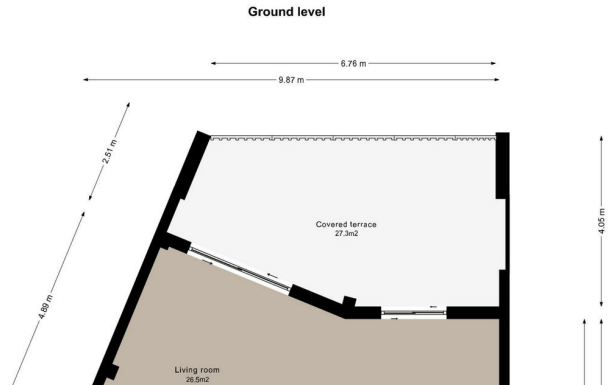 Ground level
6.76 m
9.87 m
2.51 m
4.05 m
Covered terrace
27.3m2
4.89 m
Living room
26.5m2